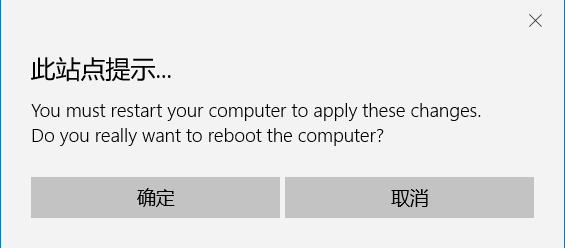 此站点提示...
You must restart your computer to apply these changes.
Do you really want to reboot the computer?
确定
取消